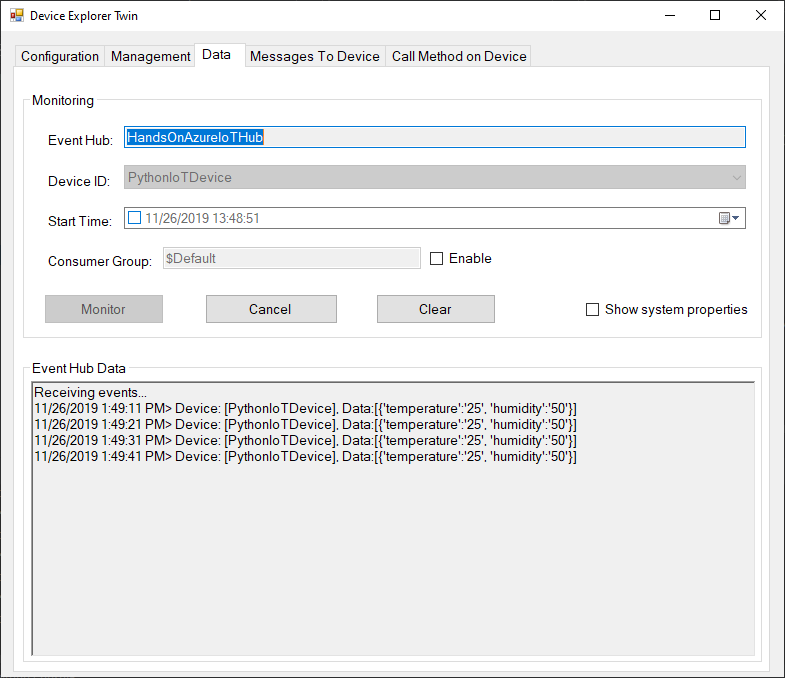 Device Explorer Twin
Configuration Management Data Messages To Device Call Method on Device
Monitoring
Event Hub: HandsOnAzureIoTHub
Device ID: PythonIoTDevice
Start Time: 11/26/2019 13:48:51
Consumer Group: $Default Enable
Monitor Cancel Clear Show system properties
Event Hub Data
Receiving events...
11/26/2019 1:49:11 PM> Device: [PythonIoTDevice], Data:[{'temperature':'25', 'humidity':'50'}]
11/26/2019 1:49:21 PM> Device: [PythonIoTDevice], Data:[{'temperature':'25', 'humidity':'50'}]
11/26/2019 1:49:31 PM> Device: [PythonIoTDevice], Data:[{'temperature':'25', 'humidity':'50'}]
11/26/2019 1:49:41 PM> Device: [PythonIoTDevice], Data:[{'temperature':'25', 'humidity':'50'}]